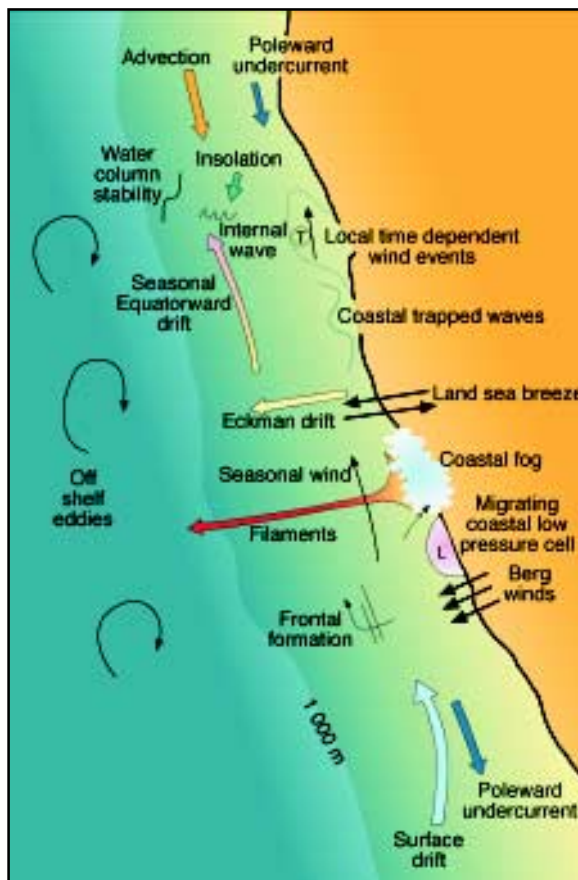 Advection
Poleward
undercurrent
Water
column
stability
Insolation
Internal
wave
T
Local time dependent
wind events
Seasonal
Equatorward
drift
Coastal trapped waves
Land sea breeze
Eckman drift
Off
shelf
eddies
Seasonal wind
Coastal fog
Filaments
Migrating
coastal low
pressure cell
L
Berg
winds
Frontal
formation
1 000 m
Poleward
undercurrent
Surface
drift